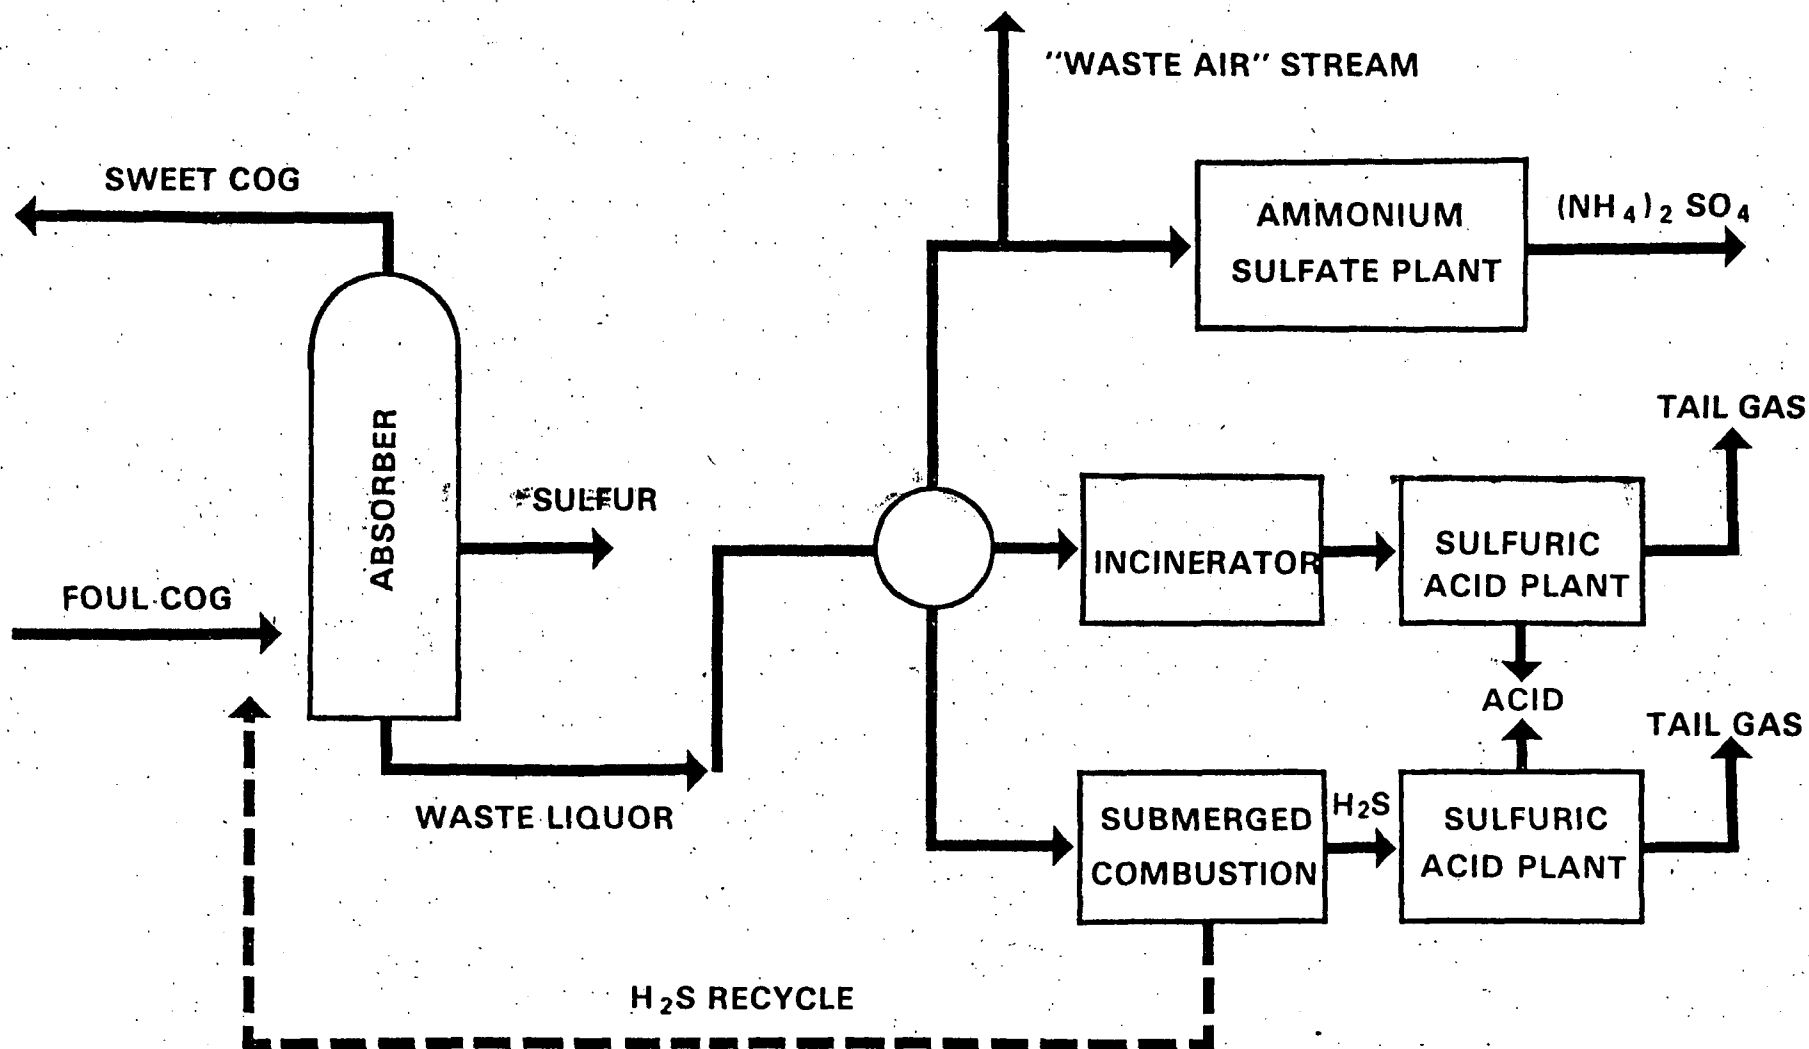 "WASTE AIR" STREAM
SWEET COG
AMMONIUM
SULFATE PLANT
(NH4)2 SO4
TAIL GAS
ABSORBER
SULFUR
INCINERATOR
SULFURIC
ACID PLANT
FOUL COG
ACID
TAIL GAS
WASTE LIQUOR
SUBMERGED
COMBUSTION
H2S
SULFURIC
ACID PLANT
H2S RECYCLE